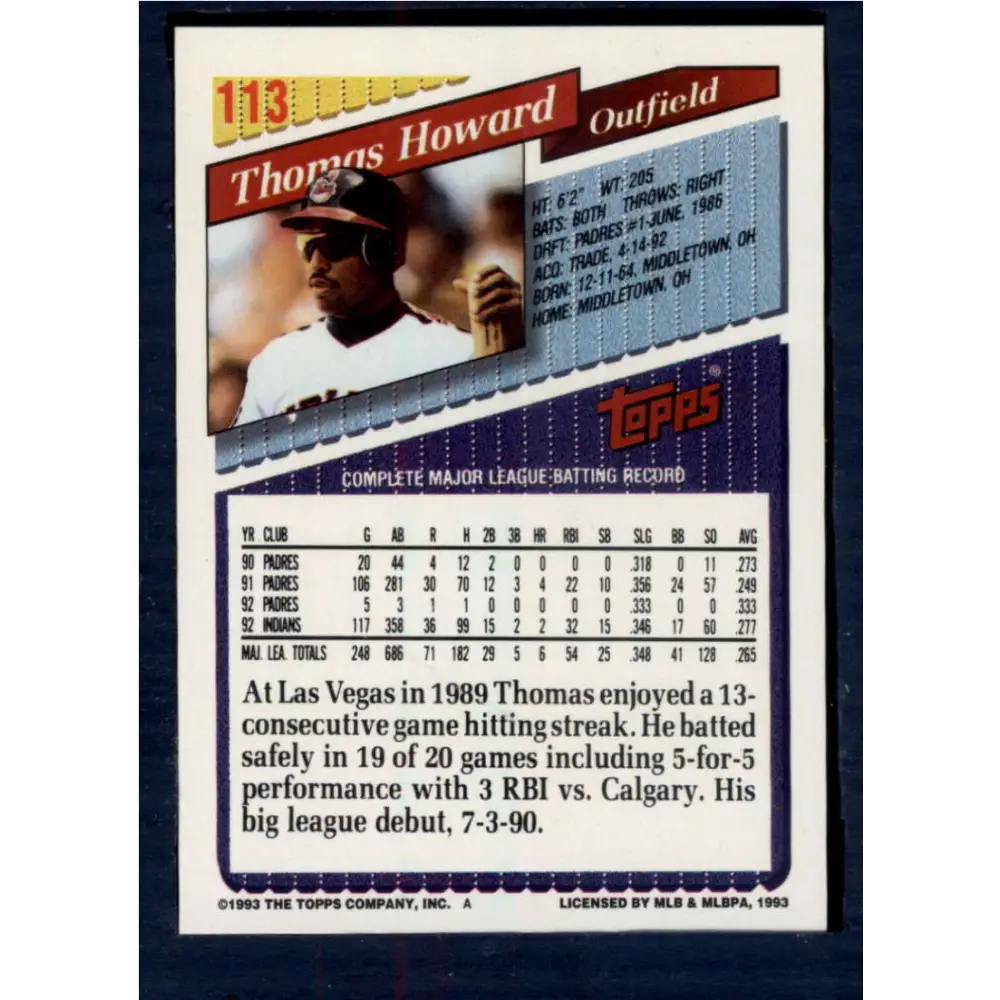 113
Thomas Howard
Outfield
HT: 6'2" WT: 205
BATS: BOTH THROWS: RIGHT
DRFT: PADRES #1-JUNE, 1986
ACQ: TRADE, 4-14-92
BORN: 12-11-64, MIDDLETOWN, OH
HOME: MIDDLETOWN, OH
Topps®
COMPLETE MAJOR LEAGUE BATTING RECORD
YR CLUB G AB R H 2B 3B HR RBI SB SLG BB SO AVG
90 PADRES 20 44 4 12 2 0 0 0 0 .318 0 11 .273
91 PADRES 106 281 30 70 12 3 4 22 10 .356 24 57 .249
92 PADRES 5 3 1 1 0 0 0 0 0 .333 0 0 .333
92 INDIANS 117 358 36 99 15 2 2 32 15 .346 17 60 .277
MAJ. LEA. TOTALS 248 686 71 182 29 5 6 54 25 .348 41 128 .265
At Las Vegas in 1989 Thomas enjoyed a 13-
consecutive game hitting streak. He batted
safely in 19 of 20 games including 5-for-5
performance with 3 RBI vs. Calgary. His
big league debut, 7-3-90.
©1993 THE TOPPS COMPANY, INC. A
LICENSED BY MLB & MLBPA, 1993